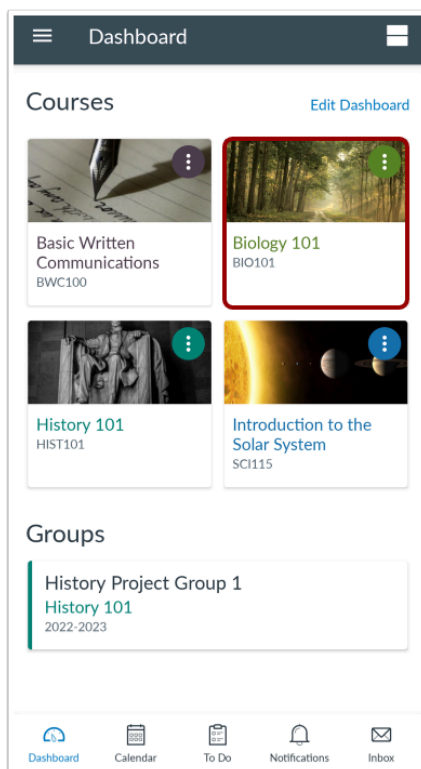 Dashboard
Courses
Edit Dashboard
Basic Written
Communications
BWC100
Biology 101
BIO101
History 101
HIST101
Introduction to the
Solar System
SCI115
Groups
History Project Group 1
History 101
2022-2023
Dashboard
Calendar
To Do
Notifications
Inbox